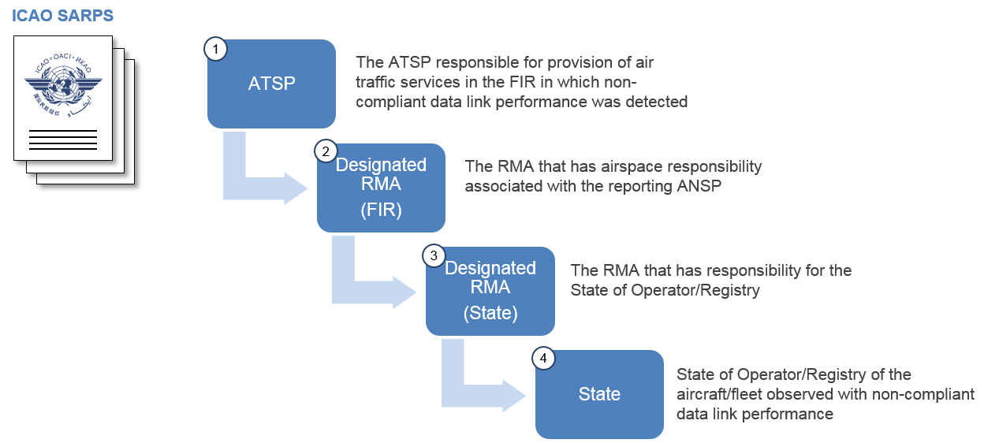 ICAO SARPS
ICAO • OACI • ИКАО
1
ATSP
The ATSP responsible for provision of air
traffic services in the FIR in which non-
compliant data link performance was detected
2
Designated
RMA
(FIR)
The RMA that has airspace responsibility
associated with the reporting ANSP
3
Designated
RMA
(State)
The RMA that has responsibility for the
State of Operator/Registry
4
State
State of Operator/Registry of the
aircraft/fleet observed with non-compliant
data link performance